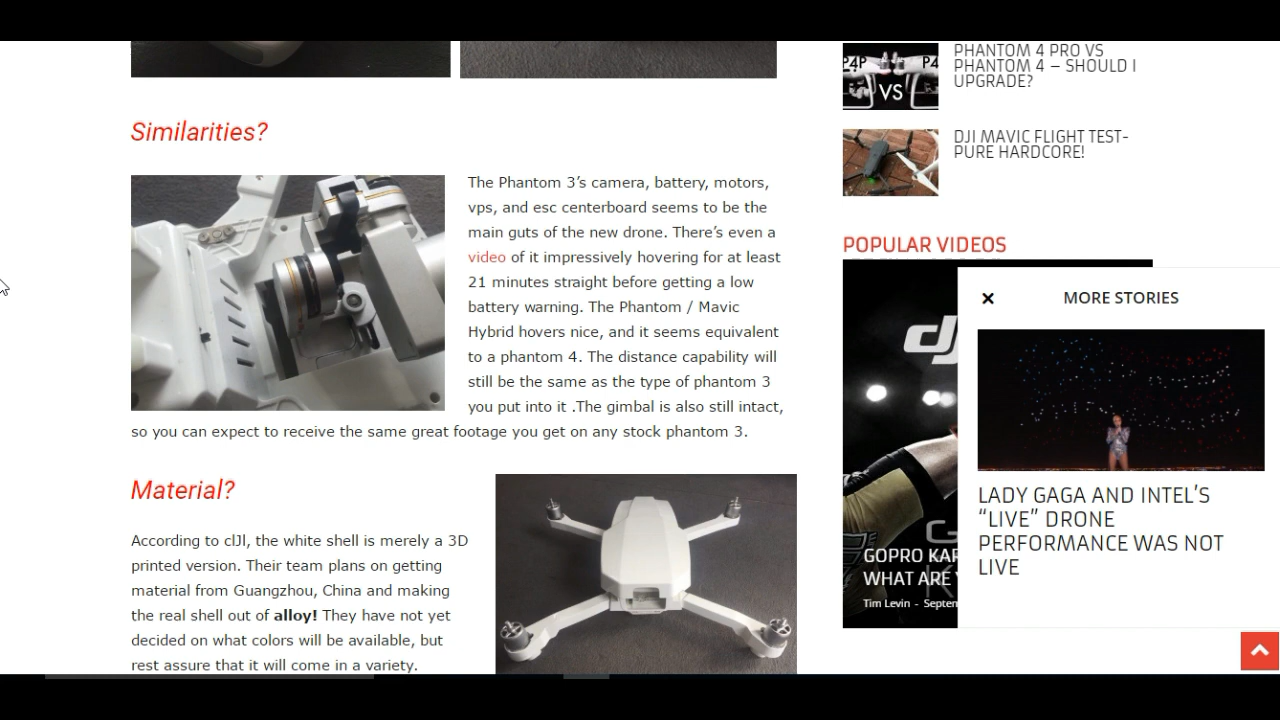 PHANTOM 4 PRO VS
PHANTOM 4 – SHOULD I
UPGRADE?
P4P
P4
VS
DJI MAVIC FLIGHT TEST-
PURE HARDCORE!
Similarities?
The Phantom 3’s camera, battery, motors,
vps, and esc centerboard seems to be the
main guts of the new drone. There’s even a
video of it impressively hovering for at least
21 minutes straight before getting a low
battery warning. The Phantom / Mavic
Hybrid hovers nice, and it seems equivalent
to a phantom 4. The distance capability will
still be the same as the type of phantom 3
you put into it .The gimbal is also still intact,
so you can expect to receive the same great footage you get on any stock phantom 3.
Material?
According to clJI, the white shell is merely a 3D
printed version. Their team plans on getting
material from Guangzhou, China and making
the real shell out of alloy! They have not yet
decided on what colors will be available, but
rest assure that it will come in a variety.
POPULAR VIDEOS
dj
GOPRO KAR
WHAT ARE
Tim Levin - Septen
✕
MORE STORIES
LADY GAGA AND INTEL’S
“LIVE” DRONE
PERFORMANCE WAS NOT
LIVE